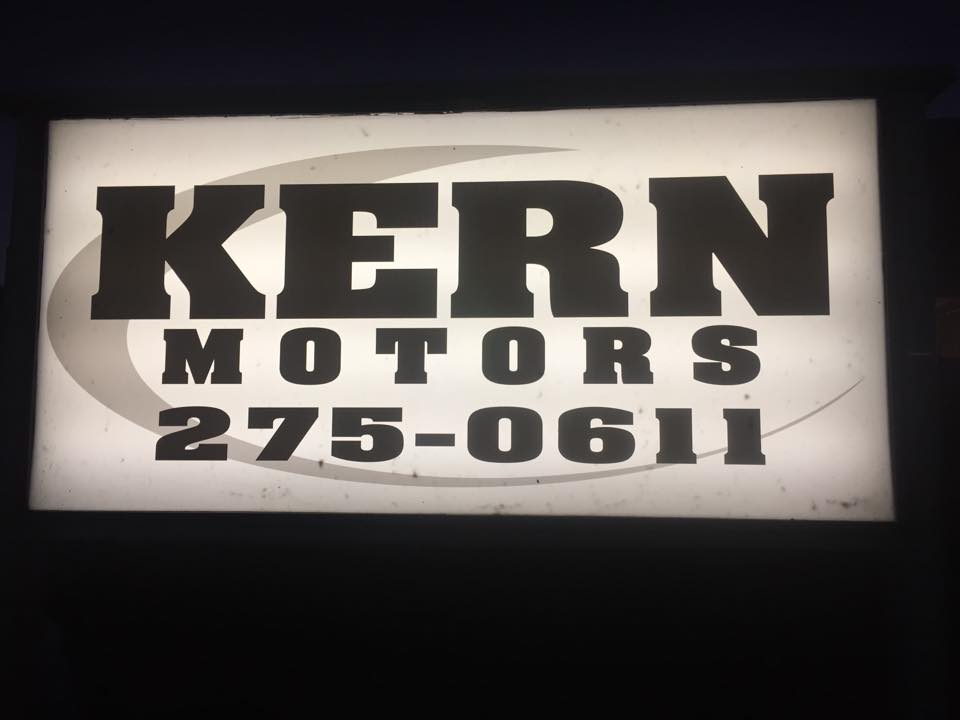 KERN
MOTORS
275-0611